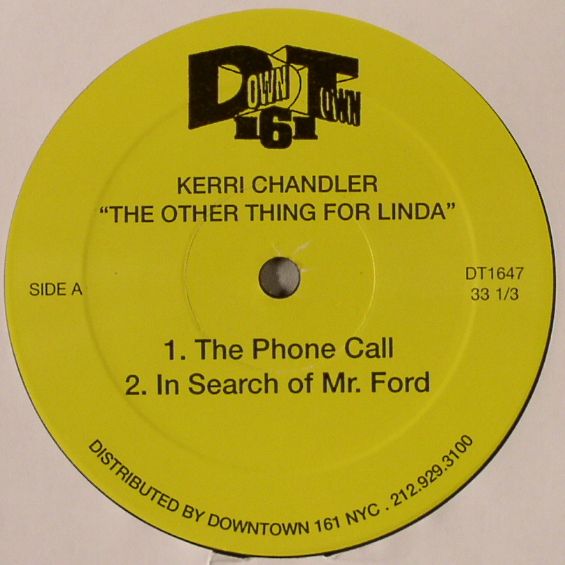 DOWN TOWN
161
KERRI CHANDLER
“THE OTHER THING FOR LINDA”
SIDE A
DT1647
33 1/3
1. The Phone Call
2. In Search of Mr. Ford
DISTRIBUTED BY DOWNTOWN 161 NYC . 212.929.3100